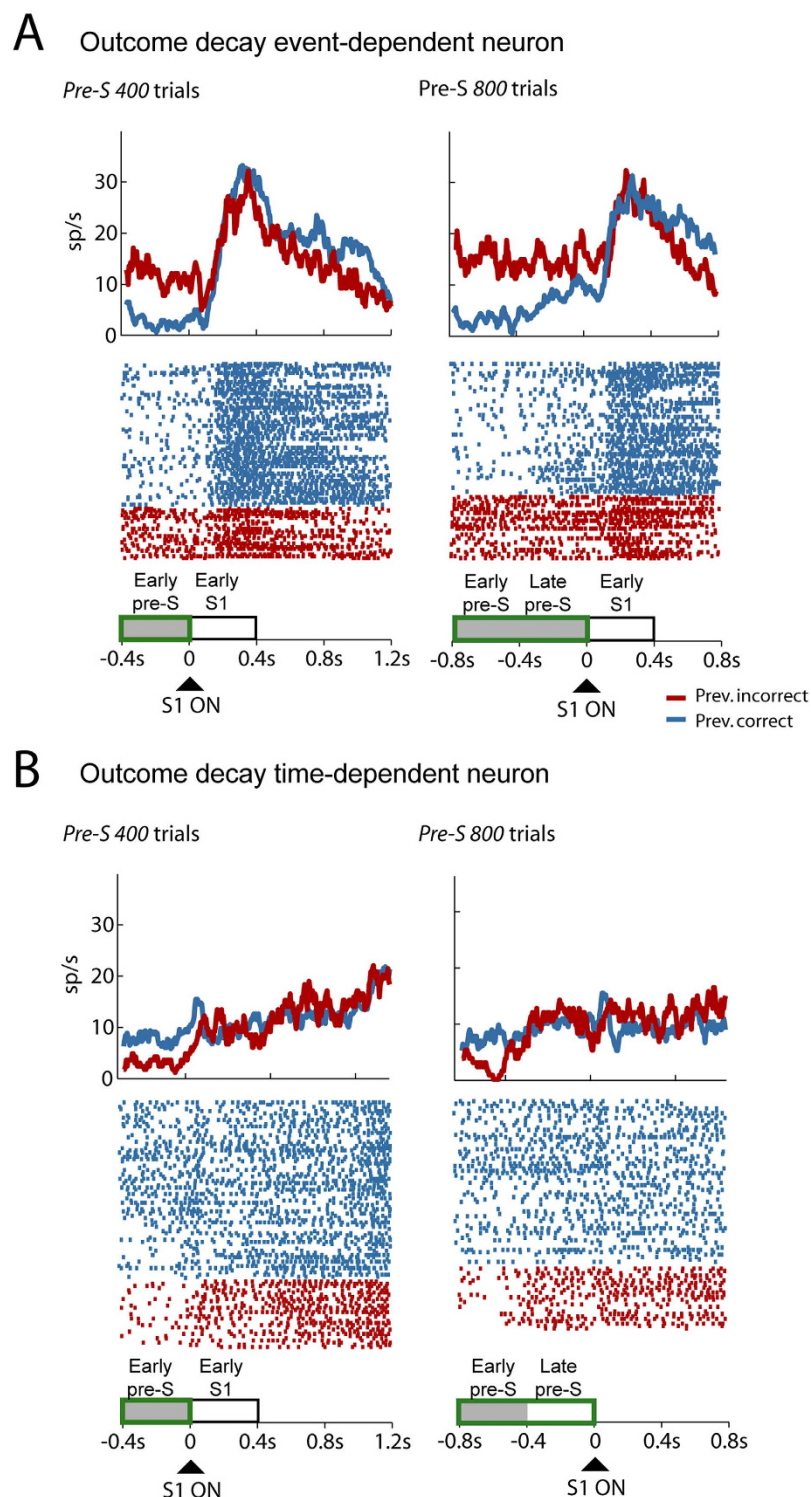 A Outcome decay event-dependent neuron
Pre-S 400 trials
Pre-S 800 trials
sp/s
30
20
10
0
Early
pre-S
Early
S1
-0.4s 0 0.4s 0.8s 1.2s
S1 ON
Early
pre-S
Late
pre-S
Early
S1
-0.8s -0.4s 0 0.4s 0.8s
S1 ON
Prev. incorrect
Prev. correct
B Outcome decay time-dependent neuron
Pre-S 400 trials
Pre-S 800 trials
sp/s
30
20
10
0
Early
pre-S
Early
S1
-0.4s 0 0.4s 0.8s 1.2s
S1 ON
Early
pre-S
Late
pre-S
-0.8s -0.4 0 0.4s 0.8s
S1 ON